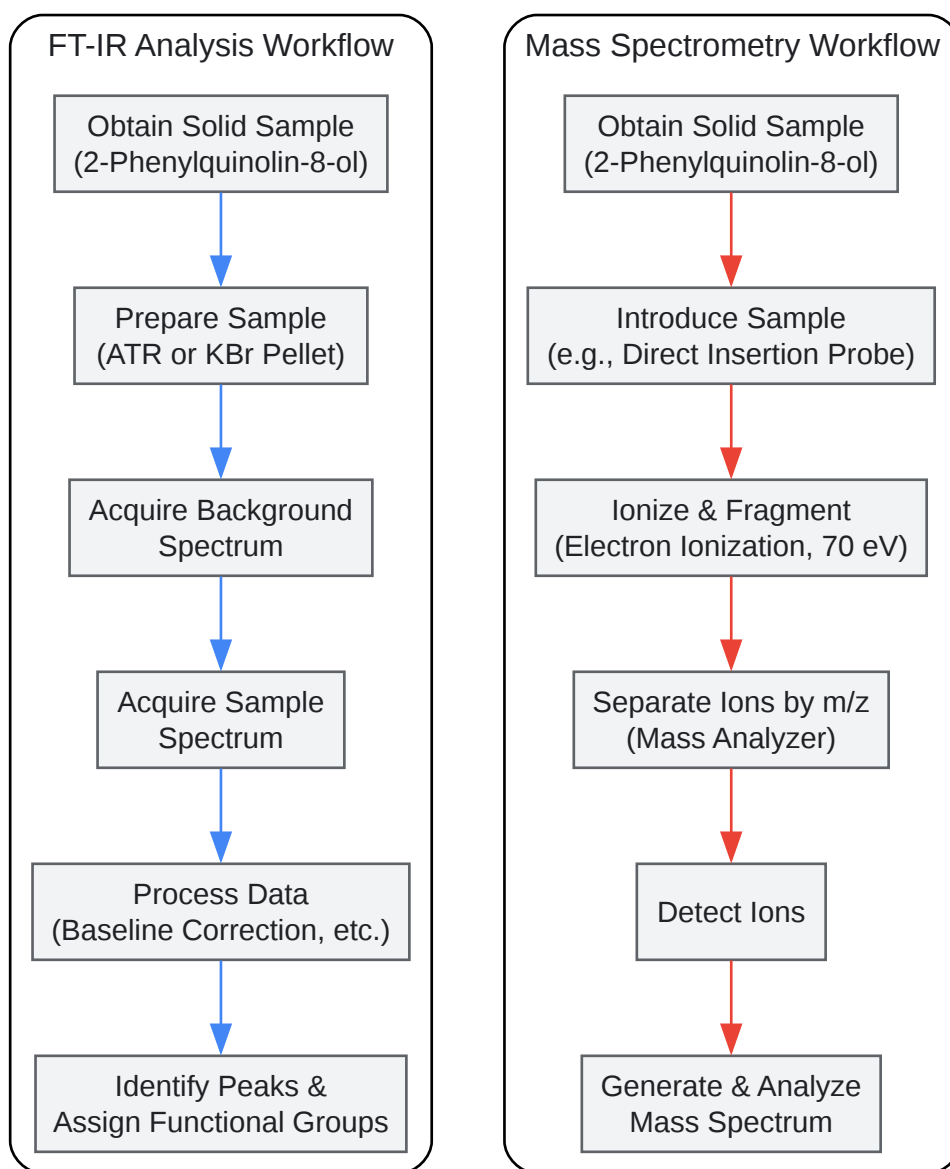 FT-IR Analysis Workflow
Obtain Solid Sample
(2-Phenylquinolin-8-ol)
Prepare Sample
(ATR or KBr Pellet)
Acquire Background
Spectrum
Acquire Sample
Spectrum
Process Data
(Baseline Correction, etc.)
Identify Peaks &
Assign Functional Groups
Mass Spectrometry Workflow
Obtain Solid Sample
(2-Phenylquinolin-8-ol)
Introduce Sample
(e.g., Direct Insertion Probe)
Ionize & Fragment
(Electron Ionization, 70 eV)
Separate Ions by m/z
(Mass Analyzer)
Detect Ions
Generate & Analyze
Mass Spectrum